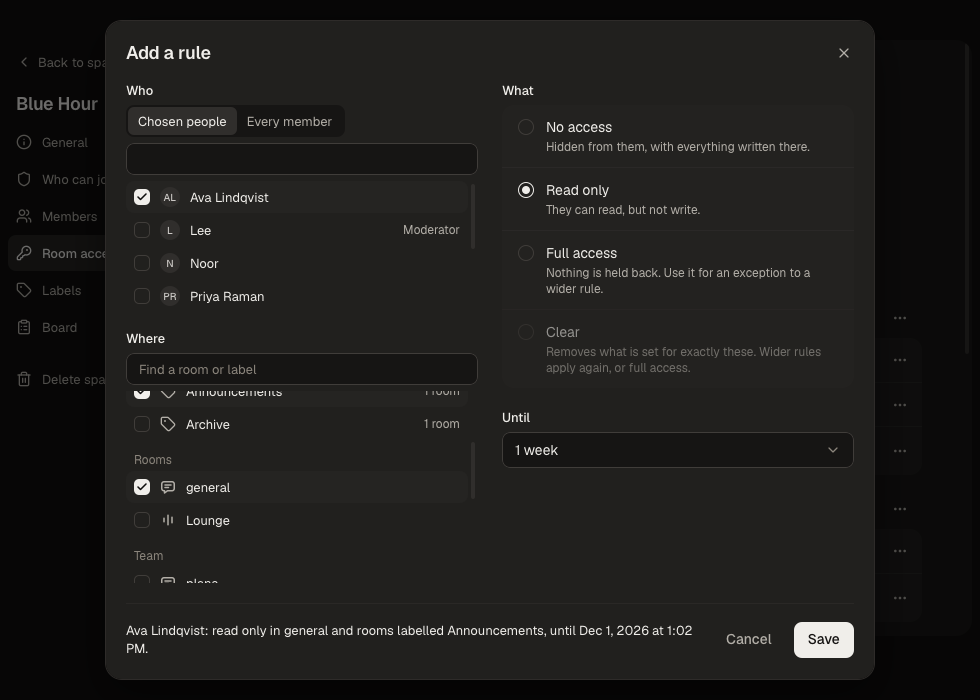 Add a rule
Back to spa
Blue Hour
General
Who can jo
Members
Room acce
Labels
Board
Delete spa
Who
Chosen people
Every member
AL
Ava Lindqvist
L
Lee
Moderator
N
Noor
PR
Priya Raman
Where
Find a room or label
Announcements
1 room
Archive
1 room
Rooms
general
Lounge
Team
plans
What
No access
Hidden from them, with everything written there.
Read only
They can read, but not write.
Full access
Nothing is held back. Use it for an exception to a
wider rule.
Clear
Removes what is set for exactly these. Wider rules
apply again, or full access.
Until
1 week
Ava Lindqvist: read only in general and rooms labelled Announcements, until Dec 1, 2026 at 1:02
PM.
Cancel
Save